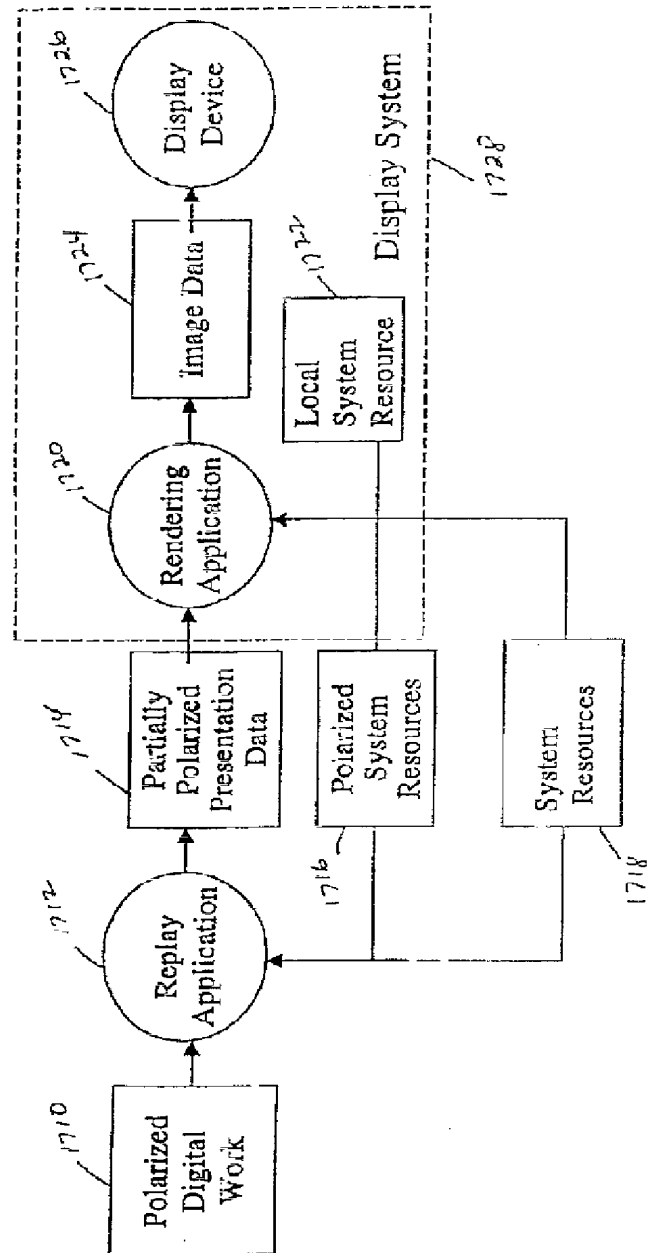 1710
Polarized
Digital
Work
1712
Replay
Application
1714
Partially
Polarized
Presentation
Data
1716
Polarized
System
Resources
1718
System Resources
1720
Rendering
Application
1722
Local
System
Resource
1724
Image Data
1726
Display
Device
Display System
1728